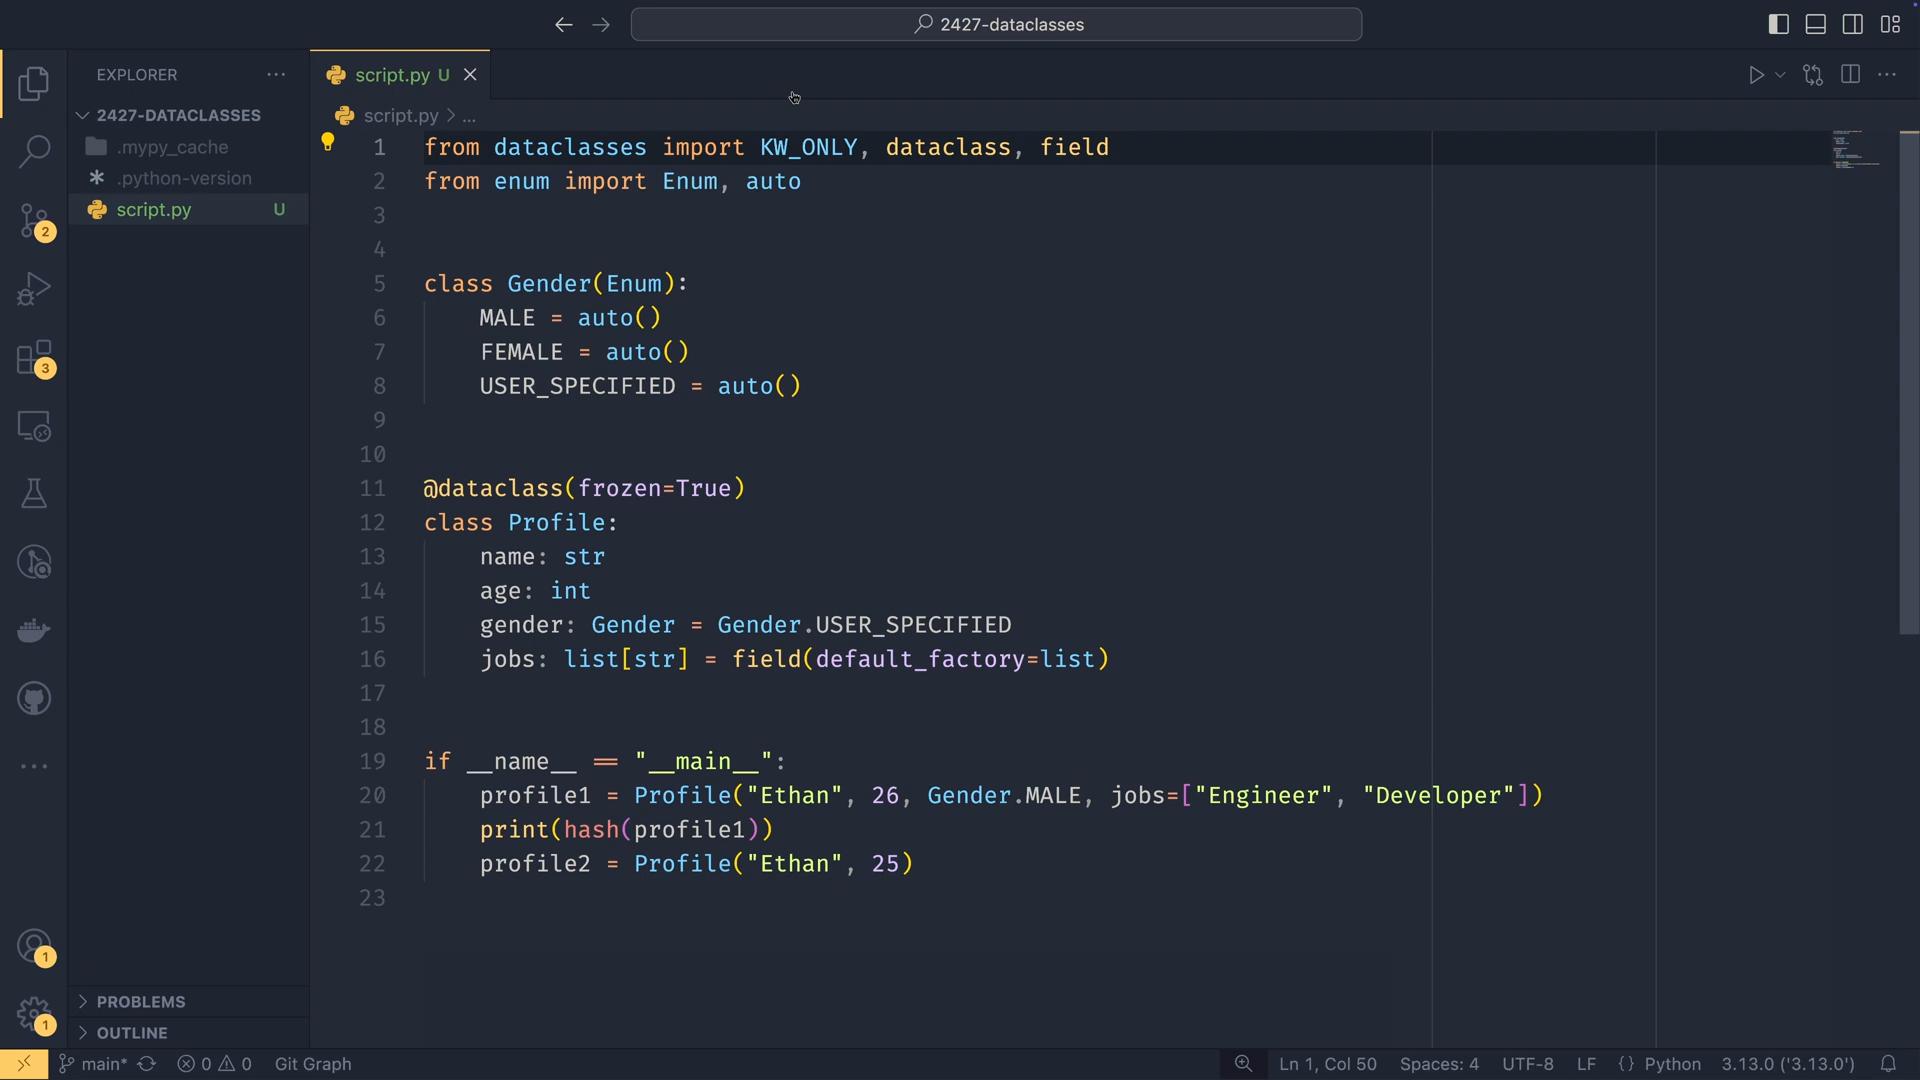 2427-dataclasses
EXPLORER
script.py U
2427-DATACLASSES
script.py > ...
.mypy_cache
.python-version
script.py U
2
3
1
1
1 from dataclasses import KW_ONLY, dataclass, field
2 from enum import Enum, auto
3
4
5 class Gender(Enum):
6 MALE = auto()
7 FEMALE = auto()
8 USER_SPECIFIED = auto()
9
10
11 @dataclass(frozen=True)
12 class Profile:
13 name: str
14 age: int
15 gender: Gender = Gender.USER_SPECIFIED
16 jobs: list[str] = field(default_factory=list)
17
18
19 if __name__ == "__main__":
20 profile1 = Profile("Ethan", 26, Gender.MALE, jobs=["Engineer", "Developer"])
21 print(hash(profile1))
22 profile2 = Profile("Ethan", 25)
23
PROBLEMS
OUTLINE
main* 0 0 Git Graph Ln 1, Col 50 Spaces: 4 UTF-8 LF {} Python 3.13.0 ('3.13.0')